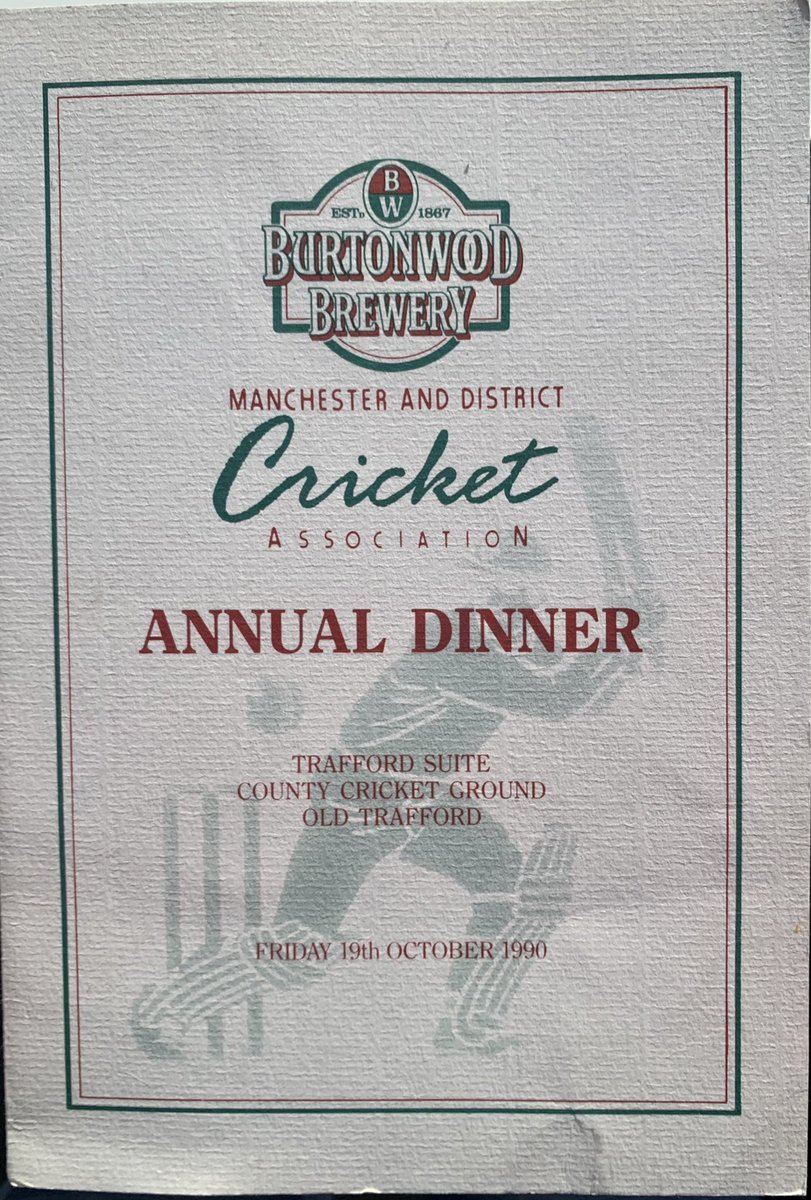 B
W
ESTD 1867
BURTONWOOD
BREWERY
MANCHESTER AND DISTRICT
Cricket
ASSOCIATION
ANNUAL DINNER
TRAFFORD SUITE
COUNTY CRICKET GROUND
OLD TRAFFORD
FRIDAY 19th OCTOBER 1990